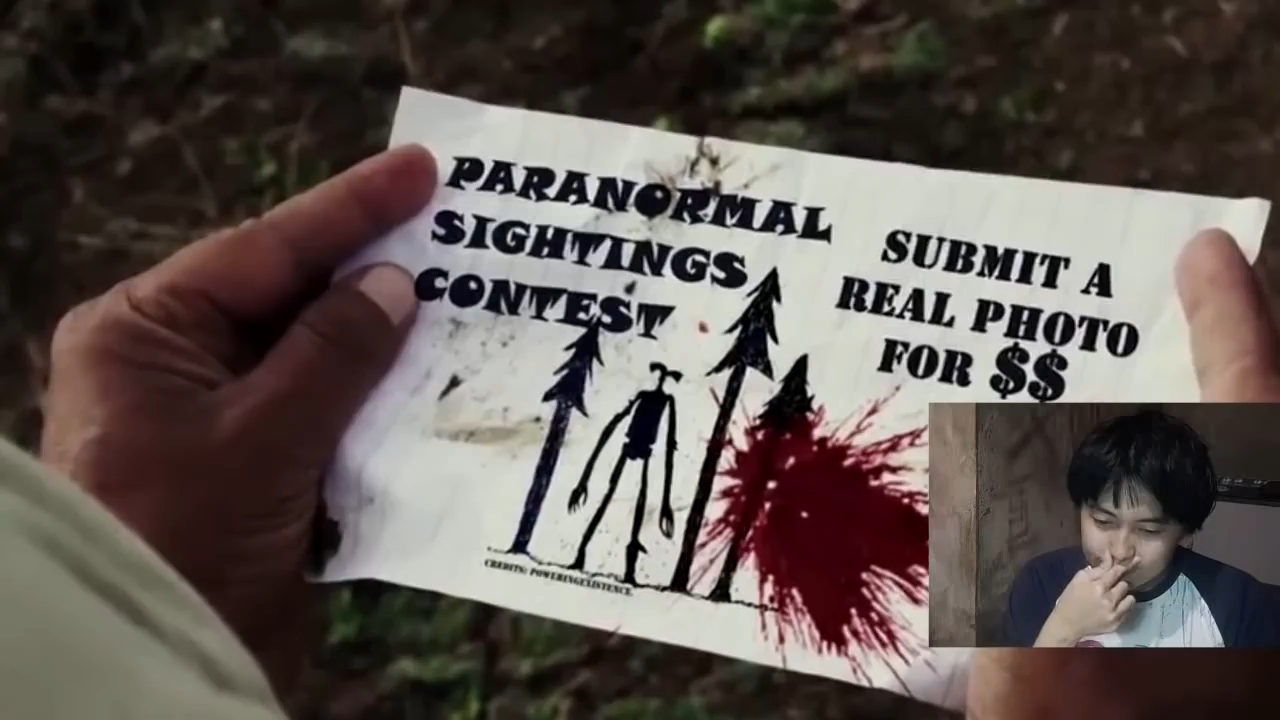 PARANORMAL
SIGHTINGS
CONTEST
SUBMIT A
REAL PHOTO
FOR $$
CREDITS: POWERINGEXISTENCE.